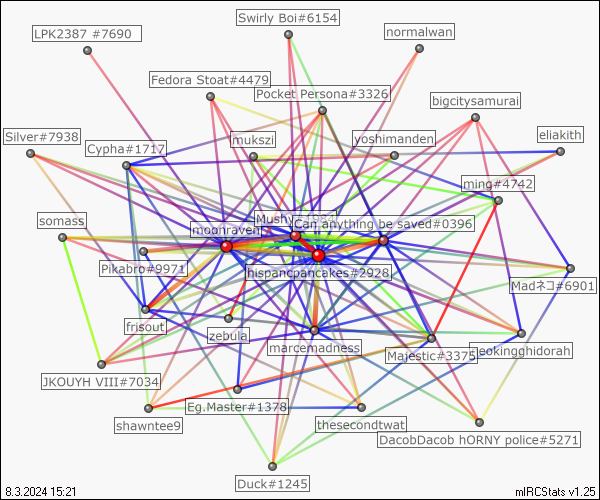 Swirly Boi#6154
LPK2387 #7690
normalwan
Fedora Stoat#4479
Pocket Persona#3326
bigcitysamurai
Silver#7938
mukszi
yoshimanden
eliakith
Cypha#1717
ming#4742
somass
moonraven
Can anything be saved#0396
Pikabro#9971
hispancpancakes#2928
Madネコ#6901
frisout
zebula
marcemadness
Majestic#3375
JKOUYH VIII#7034
Eg.Master#1378
shawntee9
thesecondtwat
DacobDacob hORNY police#5271
Duck#1245
8.3.2024 15:21
mIRCStats v1.25